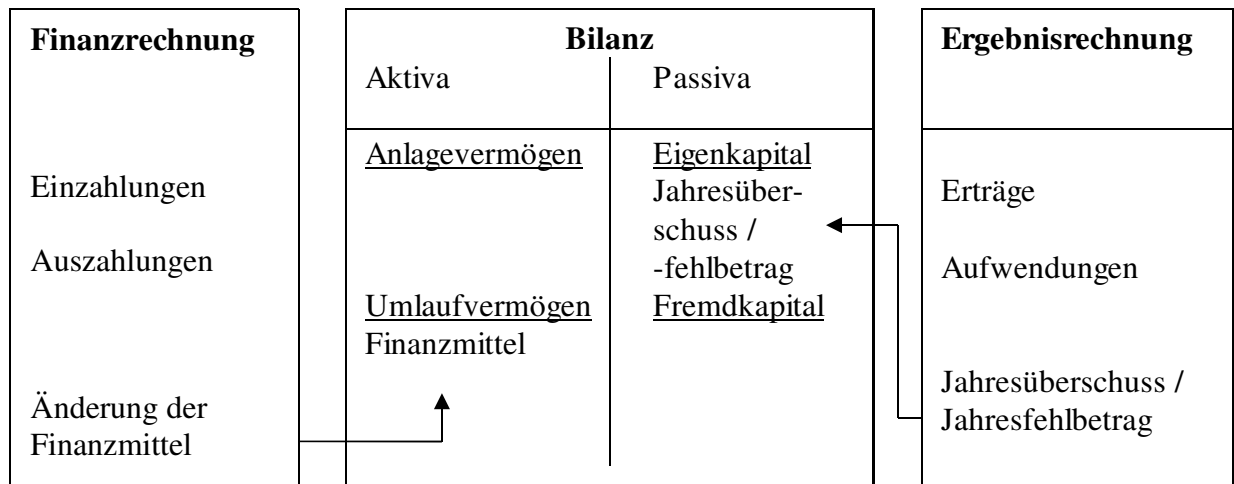 Finanzrechnung
Einzahlungen
Auszahlungen
Änderung der
Finanzmittel
Bilanz
Aktiva
Passiva
Anlagevermögen
Umlaufvermögen
Finanzmittel
Eigenkapital
Jahresüber-
schuss /
-fehlbetrag
Fremdkapital
Ergebnisrechnung
Erträge
Aufwendungen
Jahresüberschuss /
Jahresfehlbetrag